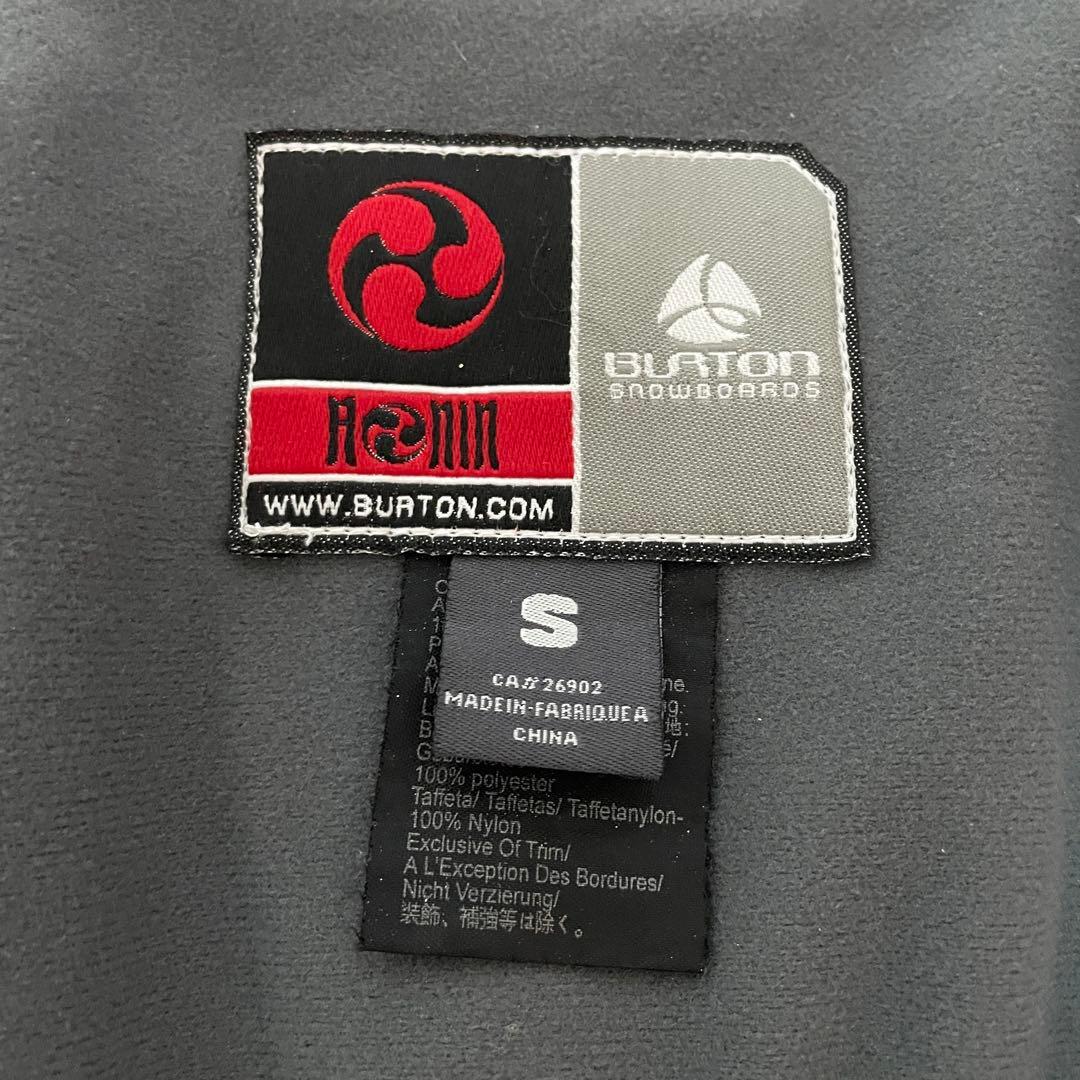 BURTON
SNOWBOARDS
RONIN
WWW.BURTON.COM
S
CA# 26902
MADEIN-FABRIQUE A
CHINA
100% polyester
Taffeta/ Taffetas/ Taffetanylon-
100% Nylon
Exclusive Of Trim/
A L'Exception Des Bordures/
Nicht Verzierung/
装飾、補強等は除く。